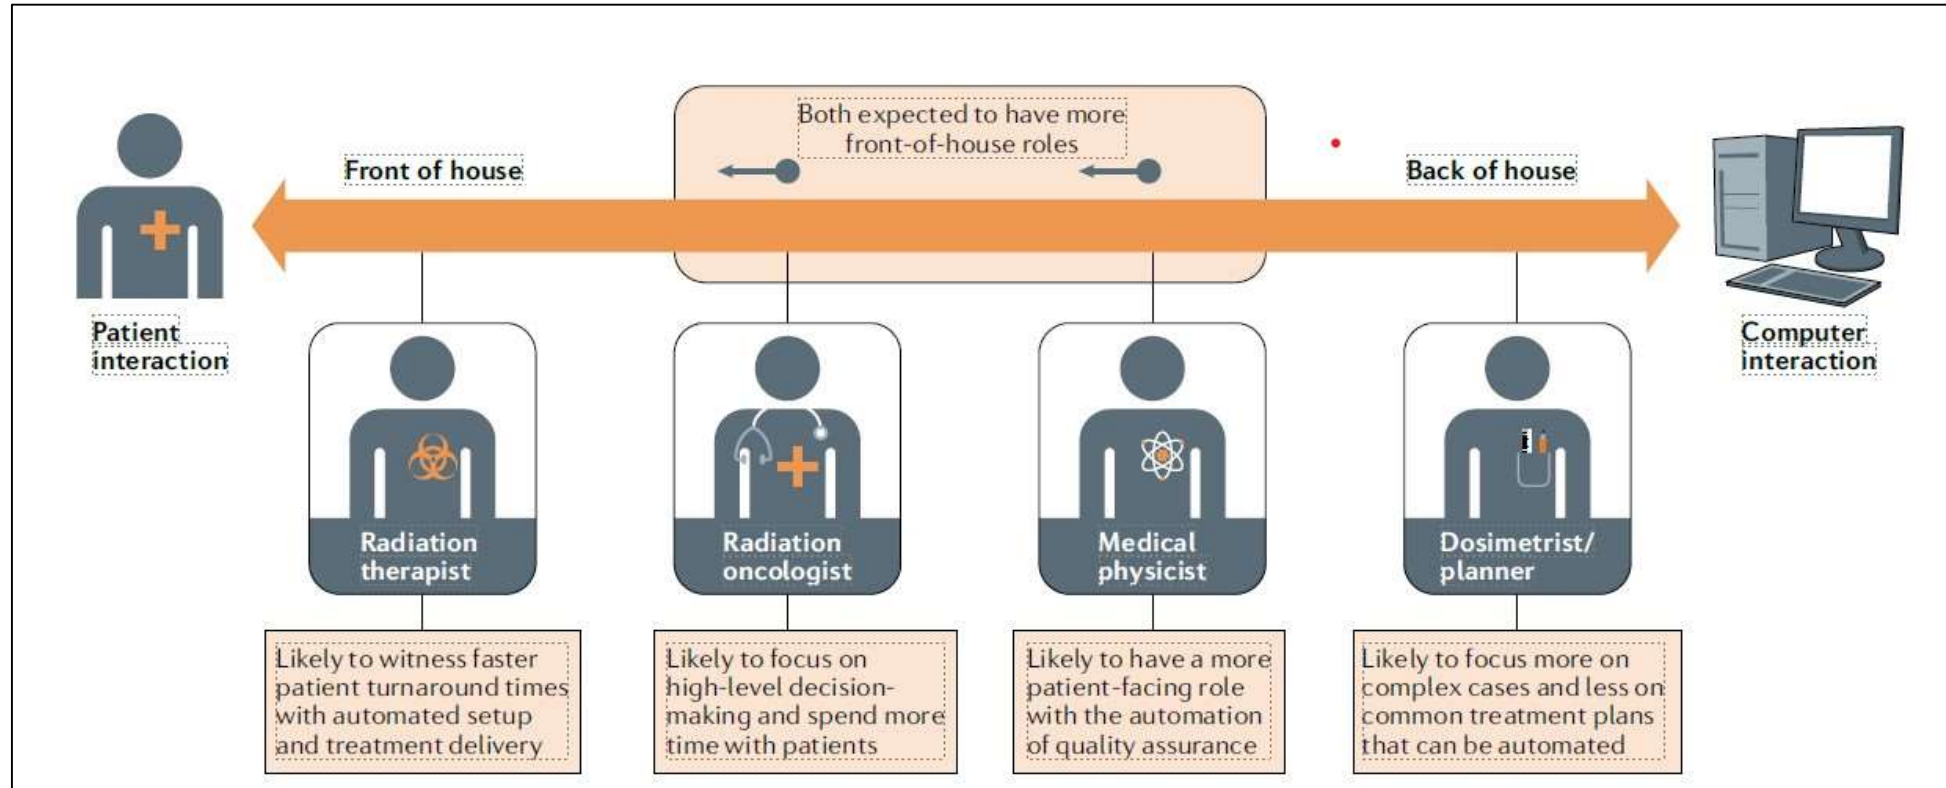 Both expected to have more
front-of-house roles
Front of house
Back of house
Patient
interaction
Computer
interaction
Radiation
therapist
Radiation
oncologist
Medical
physicist
Dosimetrist/
planner
Likely to witness faster
patient turnaround times
with automated setup
and treatment delivery
Likely to focus on
high-level decision-
making and spend more
time with patients
Likely to have a more
patient-facing role
with the automation
of quality assurance
Likely to focus more on
complex cases and less on
common treatment plans
that can be automated